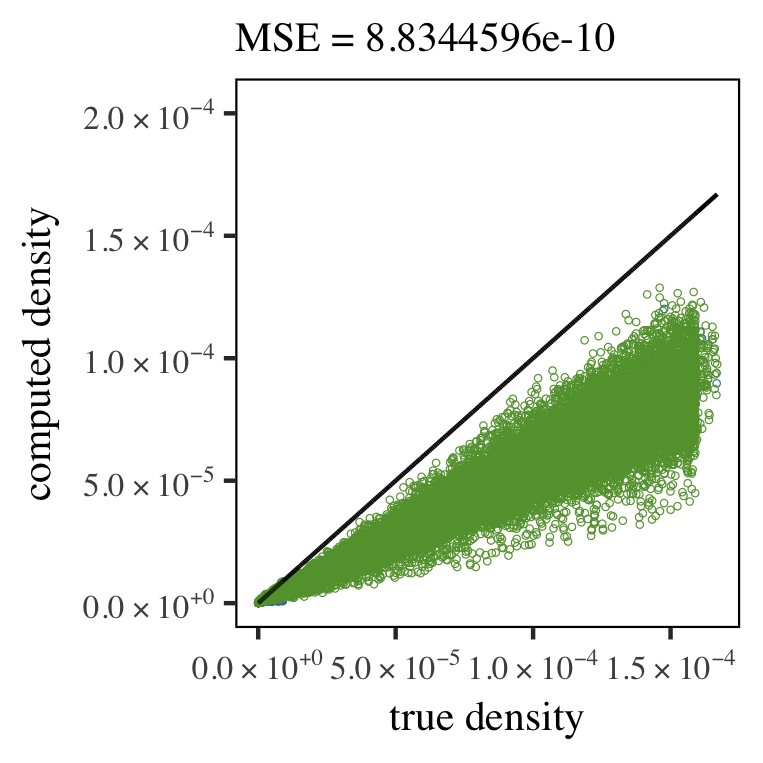 MSE = 8.8344596e-10
2.0 × 10⁻⁴
1.5 × 10⁻⁴
1.0 × 10⁻⁴
5.0 × 10⁻⁵
0.0 × 10⁺⁰
computed density
0.0 × 10⁺⁰ 5.0 × 10⁻⁵ 1.0 × 10⁻⁴ 1.5 × 10⁻⁴
true density